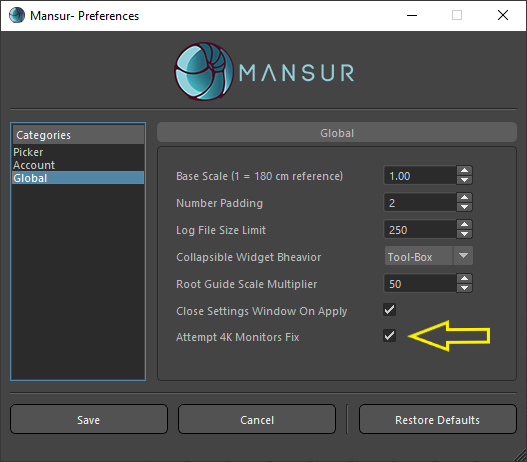 Mansur- Preferences
MANSUR
Categories
Picker
Account
Global
Global
Base Scale (1 = 180 cm reference) 1.00
Number Padding 2
Log File Size Limit 250
Collapsible Widget Bheavior Tool-Box
Root Guide Scale Multiplier 50
Close Settings Window On Apply
Attempt 4K Monitors Fix
Save Cancel Restore Defaults